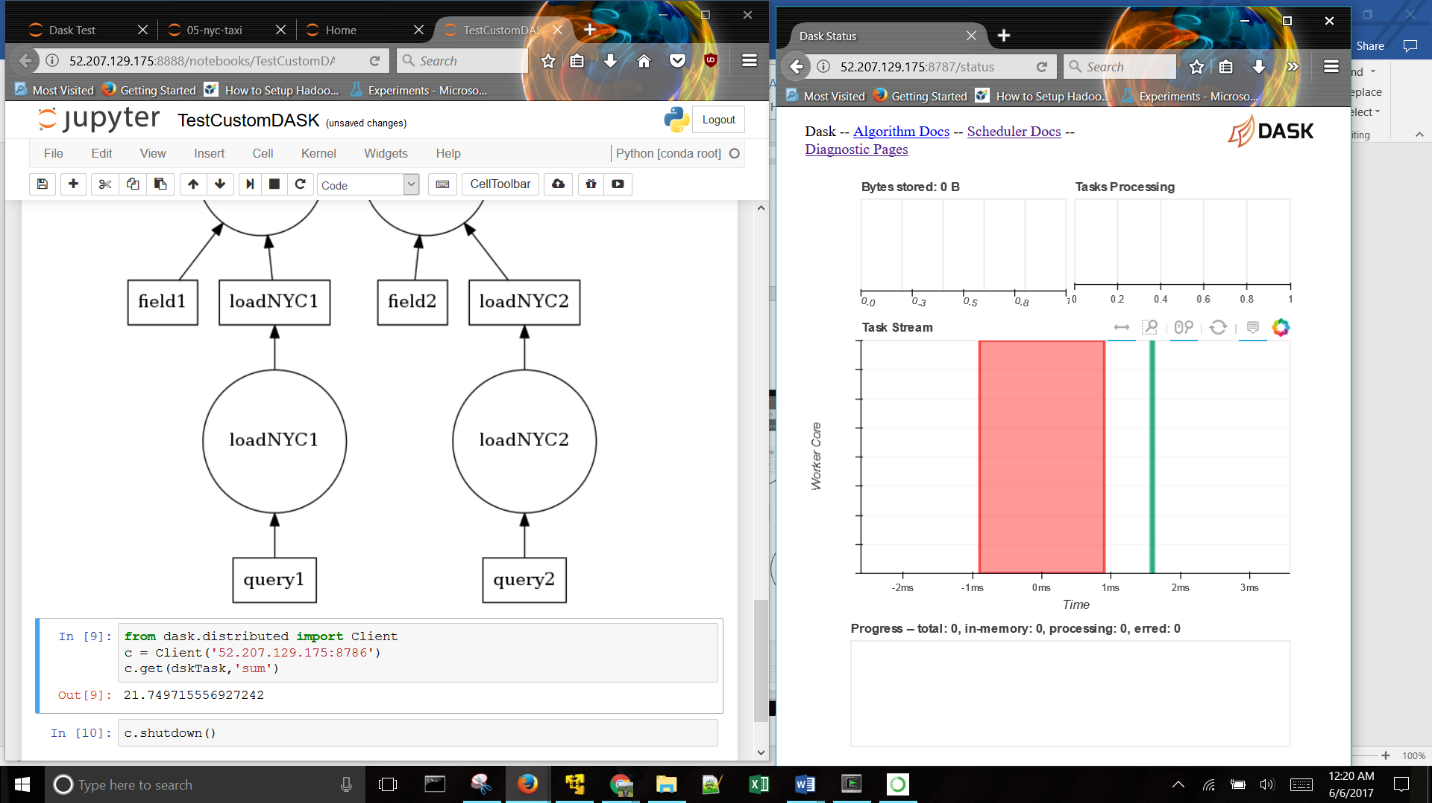 Dask Test
05-nyc-taxi
Home
TestCustomDAS
52.207.129.175:8888/notebooks/TestCustomDA
Search
Most Visited
Getting Started
How to Setup Hadoo...
Experiments - Microso...
jupyter TestCustomDASK (unsaved changes)
Logout
File Edit View Insert Cell Kernel Widgets Help
Python [conda root]
Code
CellToolbar
field1
loadNYC1
field2
loadNYC2
loadNYC1
loadNYC2
query1
query2
In [9]:
from dask.distributed import Client
c = Client('52.207.129.175:8786')
c.get(dskTask,'sum')
Out[9]: 21.749715556927242
In [10]: c.shutdown()
Dask Status
52.207.129.175:8787/status
Search
Most Visited
Getting Started
How to Setup Hadoo...
Experiments - Microso...
Dask -- Algorithm Docs -- Scheduler Docs --
Diagnostic Pages
DASK
Bytes stored: 0 B
0.0 0.3 0.5 0.8
Tasks Processing
0 0.2 0.4 0.6 0.8 1
Task Stream
Worker Core
-2ms -1ms 0ms 1ms 2ms 3ms
Time
Progress -- total: 0, in-memory: 0, processing: 0, erred: 0
Share
nd
eplace
elect
iting
100%
Type here to search
12:20 AM
6/6/2017